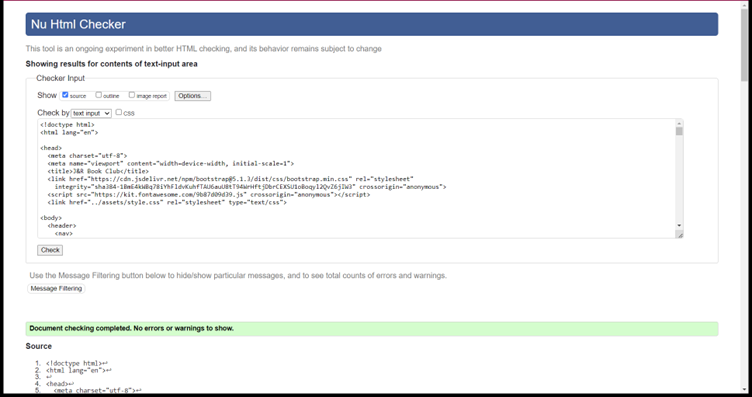 Nu Html Checker
This tool is an ongoing experiment in better HTML checking, and its behavior remains subject to change
Showing results for contents of text-input area
Checker Input
Show source outline image report Options...
Check by text input css
<!doctype html>
<html lang="en">
<head>
<meta charset="utf-8">
<meta name="viewport" content="width=device-width, initial-scale=1">
<title>J&R Book Club</title>
<link href="https://cdn.jsdelivr.net/npm/bootstrap@5.1.3/dist/css/bootstrap.min.css" rel="stylesheet"
crossorigin="anonymous">
<script src="https://kit.fontawesome.com/9b87d09d39.js" crossorigin="anonymous"></script>
<link href="../assets/style.css" rel="stylesheet" type="text/css">
<body>
<header>
<nav>
Check
Use the Message Filtering button below to hide/show particular messages, and to see total counts of errors and warnings.
Message Filtering
Document checking completed. No errors or warnings to show.
Source
1. <!doctype html>↩
2. <html lang="en">↩
3. ↩
4. <head>↩
5. <meta charset="utf-8">↩